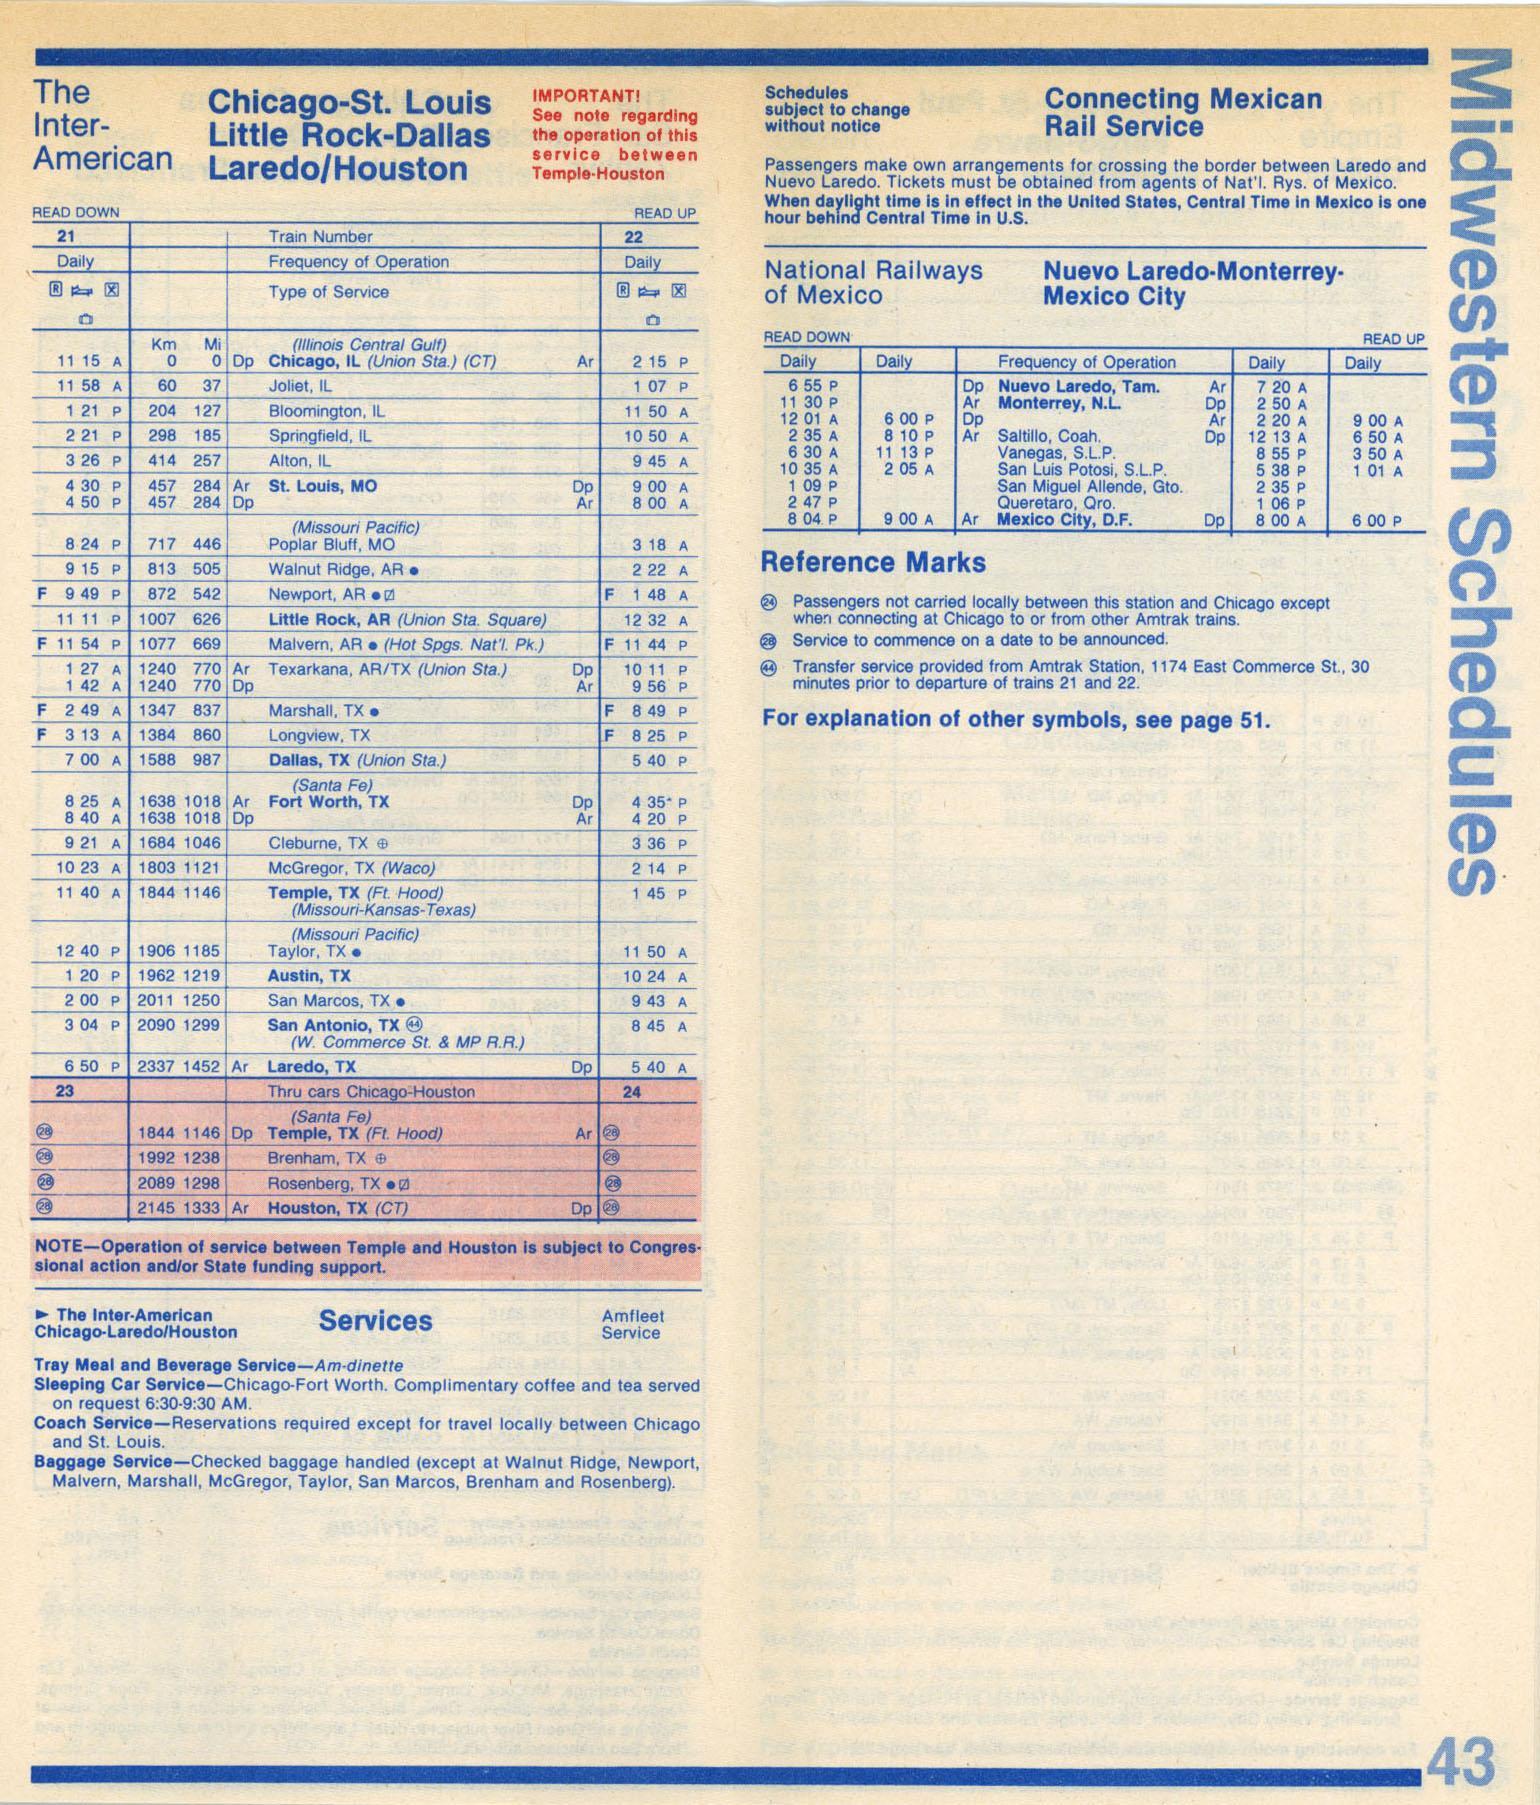 The
Inter-
American
Chicago-St. Louis
Little Rock-Dallas
Laredo/Houston
IMPORTANT!
See note regarding
the operation of this
service between
Temple-Houston
READ DOWN READ UP
21 Train Number 22
Daily Frequency of Operation Daily
R X Type of Service R X
Km Mi (Illinois Central Gulf)
11 15 A 0 0 Dp Chicago, IL (Union Sta.) (CT) Ar 2 15 P
11 58 A 60 37 Joliet, IL 1 07 P
1 21 P 204 127 Bloomington, IL 11 50 A
2 21 P 298 185 Springfield, IL 10 50 A
3 26 P 414 257 Alton, IL 9 45 A
4 30 P 457 284 Ar St. Louis, MO Dp 9 00 A
4 50 P 457 284 Dp Ar 8 00 A
(Missouri Pacific)
8 24 P 717 446 Poplar Bluff, MO 3 18 A
9 15 P 813 505 Walnut Ridge, AR ● 2 22 A
F 9 49 P 872 542 Newport, AR ● F 1 48 A
11 11 P 1007 626 Little Rock, AR (Union Sta. Square) 12 32 A
F 11 54 P 1077 669 Malvern, AR ● (Hot Spgs. Nat'l. Pk.) F 11 44 P
1 27 A 1240 770 Ar Texarkana, AR/TX (Union Sta.) Dp 10 11 P
1 42 A 1240 770 Dp Ar 9 56 P
F 2 49 A 1347 837 Marshall, TX ● F 8 49 P
F 3 13 A 1384 860 Longview, TX F 8 25 P
7 00 A 1588 987 Dallas, TX (Union Sta.) 5 40 P
(Santa Fe)
8 25 A 1638 1018 Ar Fort Worth, TX Dp 4 35 P
8 40 A 1638 1018 Dp Ar 4 20 P
9 21 A 1684 1046 Cleburne, TX ⊕ 3 36 P
10 23 A 1803 1121 McGregor, TX (Waco) 2 14 P
11 40 A 1844 1146 Temple, TX (Ft. Hood) 1 45 P
(Missouri-Kansas-Texas)
(Missouri Pacific)
12 40 P 1906 1185 Taylor, TX ● 11 50 A
1 20 P 1962 1219 Austin, TX 10 24 A
2 00 P 2011 1250 San Marcos, TX ● 9 43 A
3 04 P 2090 1299 San Antonio, TX ㊹ 8 45 A
(W. Commerce St. & MP R.R.)
6 50 P 2337 1452 Ar Laredo, TX Dp 5 40 A
23 Thru cars Chicago-Houston 24
(Santa Fe)
㉘ 1844 1146 Dp Temple, TX (Ft. Hood) Ar ㉘
㉘ 1992 1238 Brenham, TX ⊕ ㉘
㉘ 2089 1298 Rosenberg, TX ● ㉘
㉘ 2145 1333 Ar Houston, TX (CT) Dp ㉘
NOTE—Operation of service between Temple and Houston is subject to Congres-
sional action and/or State funding support.
► The Inter-American
Chicago-Laredo/Houston
Services
Amfleet
Service
Tray Meal and Beverage Service—Am-dinette
Sleeping Car Service—Chicago-Fort Worth. Complimentary coffee and tea served
on request 6:30-9:30 AM.
Coach Service—Reservations required except for travel locally between Chicago
and St. Louis.
Baggage Service—Checked baggage handled (except at Walnut Ridge, Newport,
Malvern, Marshall, McGregor, Taylor, San Marcos, Brenham and Rosenberg).
Schedules
subject to change
without notice
Connecting Mexican
Rail Service
Passengers make own arrangements for crossing the border between Laredo and
Nuevo Laredo. Tickets must be obtained from agents of Nat'l. Rys. of Mexico.
When daylight time is in effect in the United States, Central Time in Mexico is one
hour behind Central Time in U.S.
National Railways
of Mexico
Nuevo Laredo-Monterrey-
Mexico City
READ DOWN READ UP
Daily Daily Frequency of Operation Daily Daily
6 55 P Dp Nuevo Laredo, Tam. Ar 7 20 A
11 30 P Ar Monterrey, N.L. Dp 2 50 A
12 01 A 6 00 P Dp Ar 2 20 A 9 00 A
2 35 A 8 10 P Ar Saltillo, Coah. Dp 12 13 A 6 50 A
6 30 A 11 13 P Vanegas, S.L.P. 8 55 P 3 50 A
10 35 A 2 05 A San Luis Potosi, S.L.P. 5 38 P 1 01 A
1 09 P San Miguel Allende, Gto. 2 35 P
2 47 P Queretaro, Qro. 1 06 P
8 04 P 9 00 A Ar Mexico City, D.F. Dp 8 00 A 6 00 P
Reference Marks
㉔ Passengers not carried locally between this station and Chicago except
when connecting at Chicago to or from other Amtrak trains.
㉘ Service to commence on a date to be announced.
㊹ Transfer service provided from Amtrak Station, 1174 East Commerce St., 30
minutes prior to departure of trains 21 and 22.
For explanation of other symbols, see page 51.
Midwestern Schedules
43